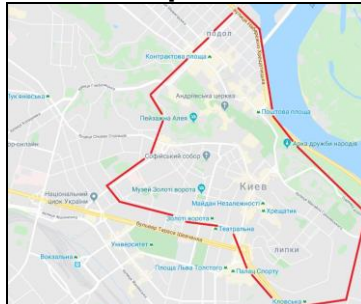 ПОДОЛ
Контрактова площа
Андріївська церква
Поштова площа
Пейзажна Алея
Арка дружби народів
Софійський собор
Національний
цирк України
Музей Золоті ворота
Киев
Майдан Незалежності
Хрещатик
Золоті ворота
Театральна
Бульвар Тараса Шевченка
Університет
ЛИПКИ
Вокзальна
Площа Льва Толстого
Палац Спорту
Кловська